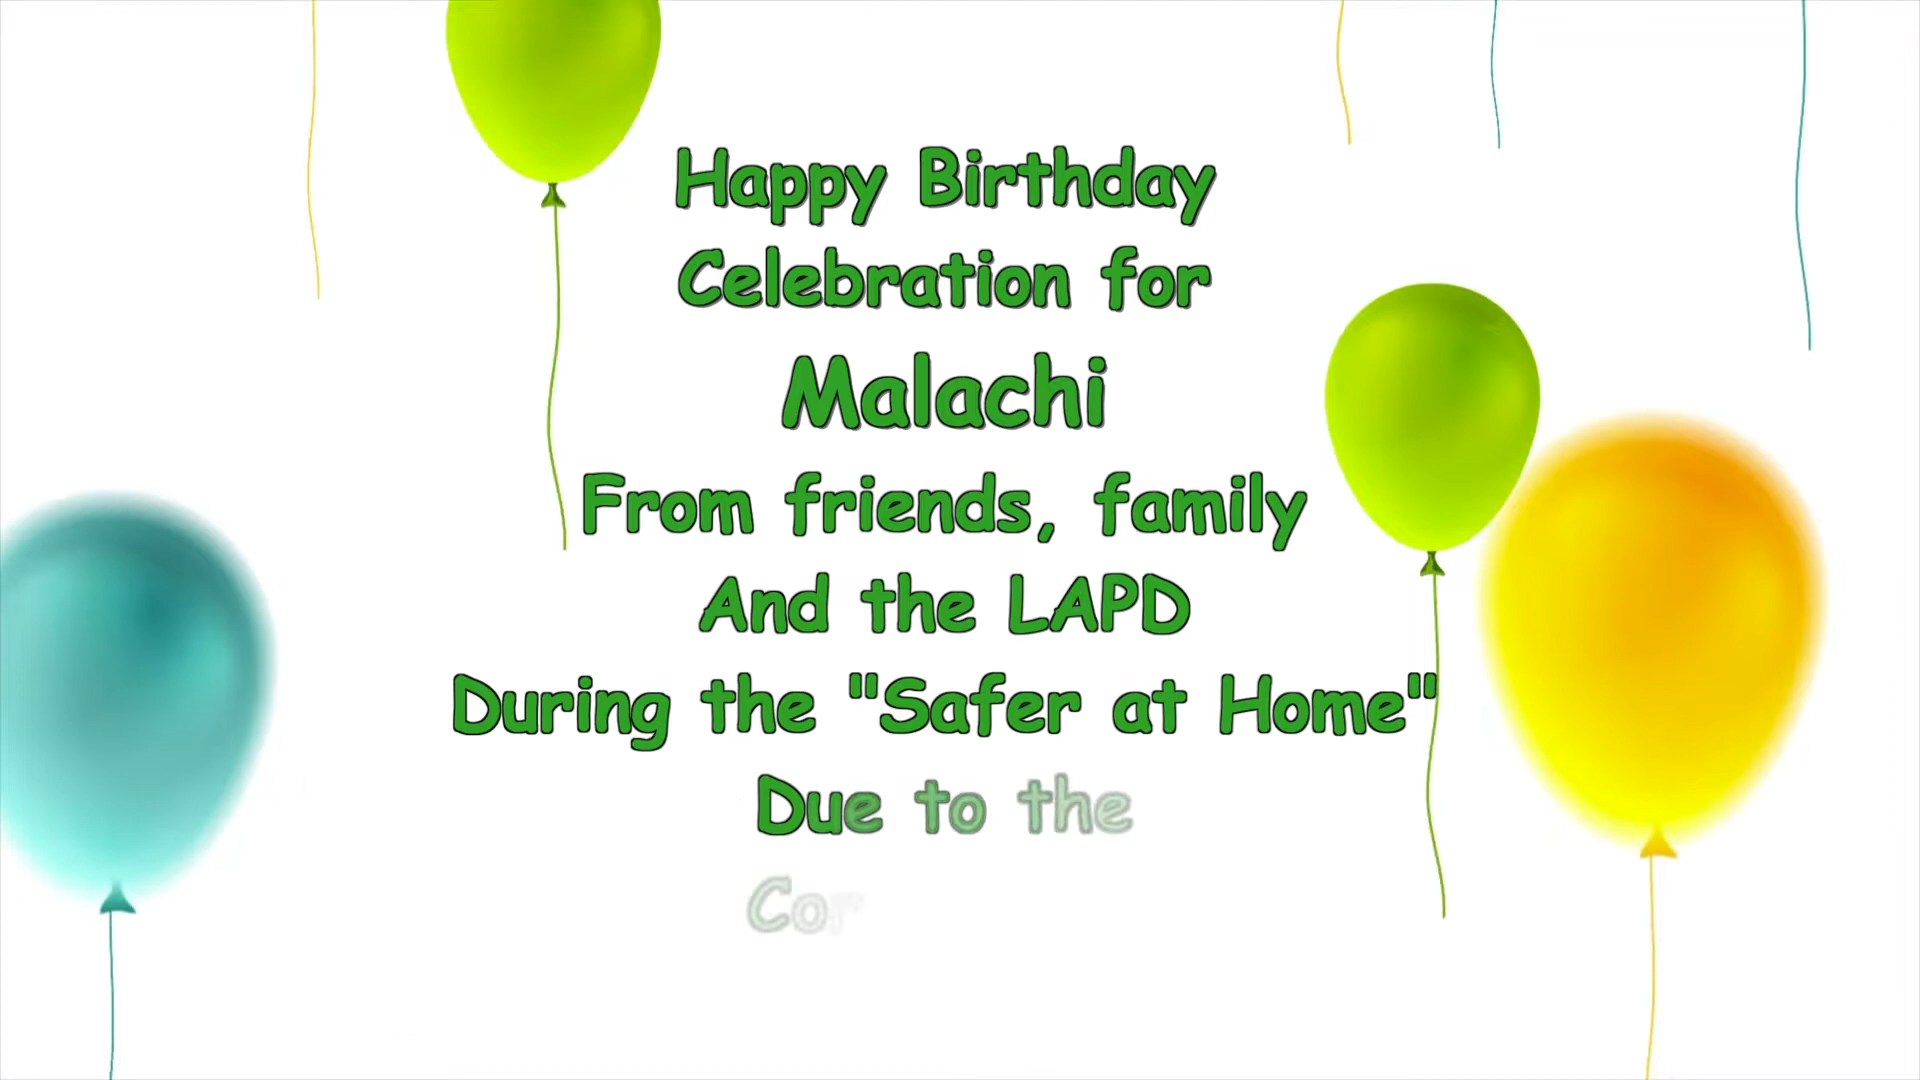 Happy Birthday
Celebration for
Malachi
From friends, family
And the LAPD
During the "Safer at Home"
Due to the
Cor